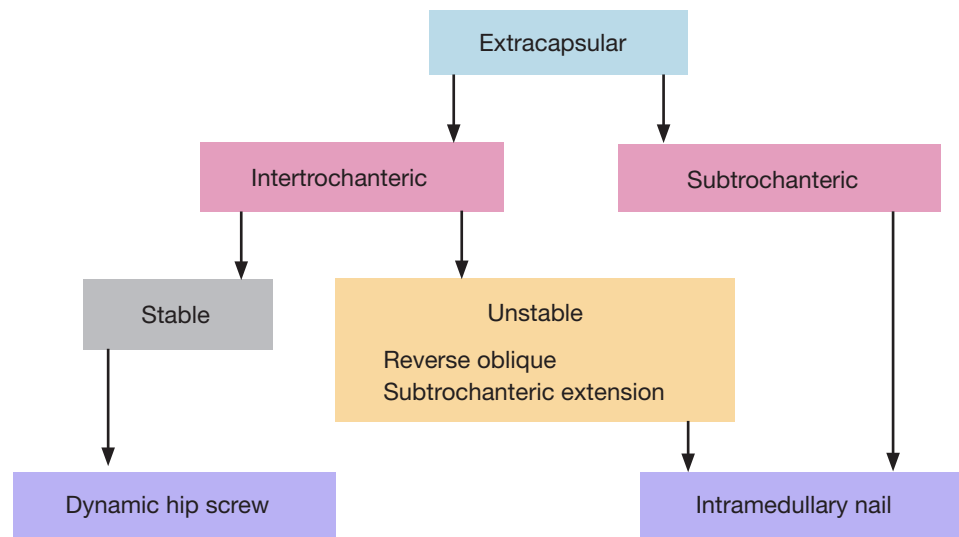 Extracapsular
Intertrochanteric
Subtrochanteric
Stable
Unstable
Reverse oblique
Subtrochanteric extension
Dynamic hip screw
Intramedullary nail